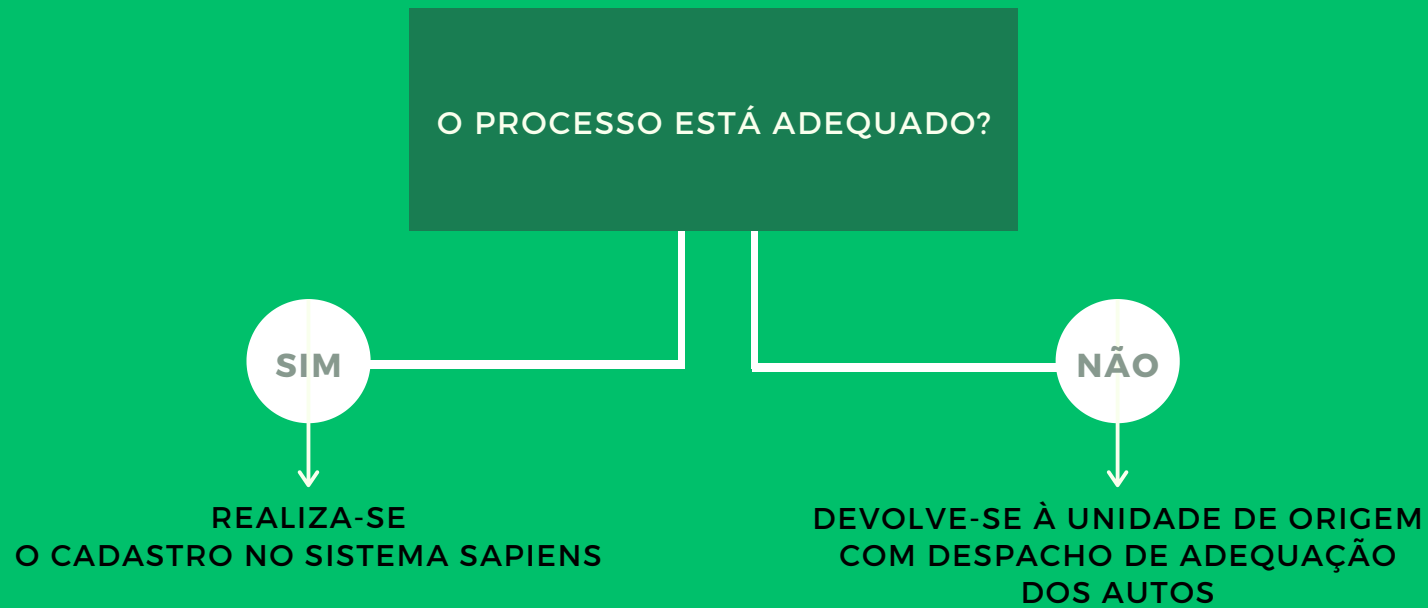 O PROCESSO ESTÁ ADEQUADO?
SIM
NÃO
REALIZA-SE
O CADASTRO NO SISTEMA SAPIENS
DEVOLVE-SE À UNIDADE DE ORIGEM
COM DESPACHO DE ADEQUAÇÃO
DOS AUTOS